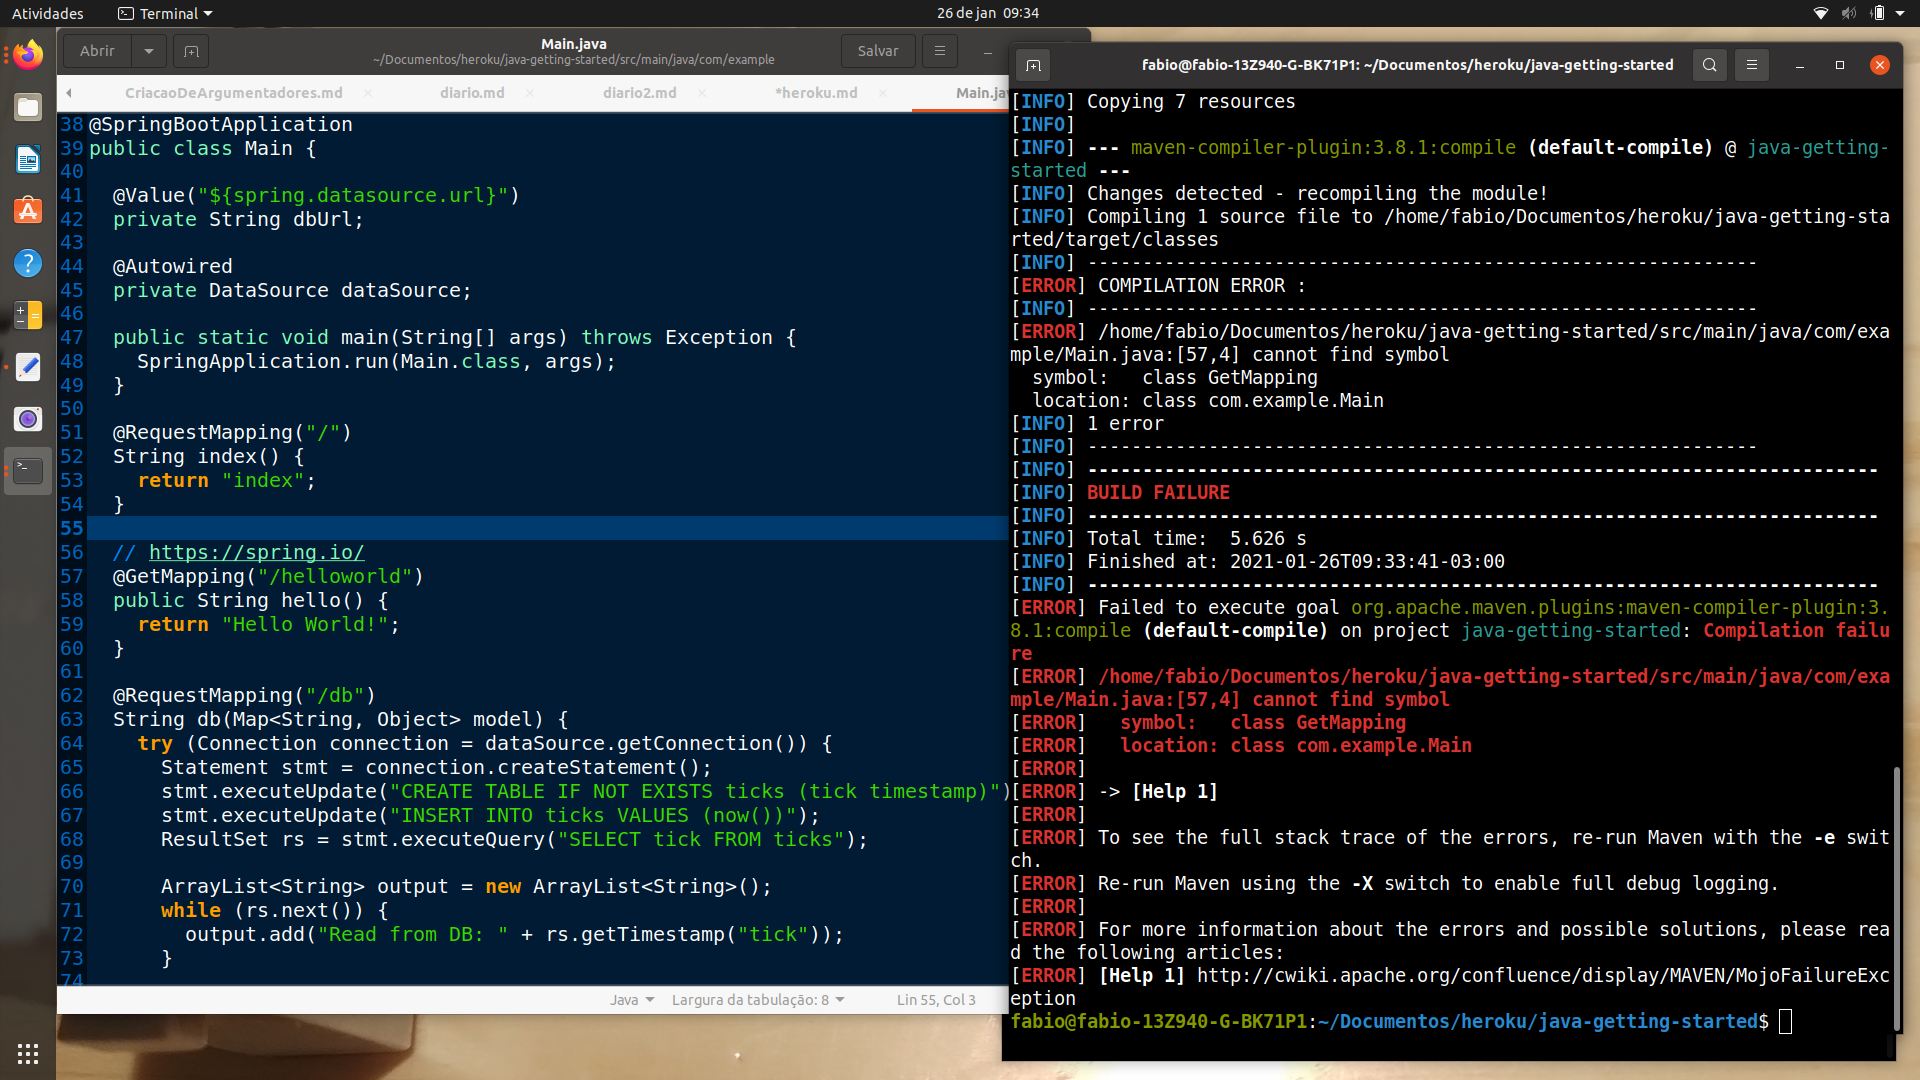 Atividades
Terminal
26 de jan 09:34
Abrir
Main.java
~/Documentos/heroku/java-getting-started/src/main/java/com/example
Salvar
CriacaoDeArgumentadores.md
diario.md
diario2.md
*heroku.md
Main.jav
38 @SpringBootApplication
39 public class Main {
40
41 @Value("${spring.datasource.url}")
42 private String dbUrl;
43
44 @Autowired
45 private DataSource dataSource;
46
47 public static void main(String[] args) throws Exception {
48 SpringApplication.run(Main.class, args);
49 }
50
51 @RequestMapping("/")
52 String index() {
53 return "index";
54 }
55
56 // https://spring.io/
57 @GetMapping("/helloworld")
58 public String hello() {
59 return "Hello World!";
60 }
61
62 @RequestMapping("/db")
63 String db(Map<String, Object> model) {
64 try (Connection connection = dataSource.getConnection()) {
65 Statement stmt = connection.createStatement();
66 stmt.executeUpdate("CREATE TABLE IF NOT EXISTS ticks (tick timestamp)")
67 stmt.executeUpdate("INSERT INTO ticks VALUES (now())");
68 ResultSet rs = stmt.executeQuery("SELECT tick FROM ticks");
69
70 ArrayList<String> output = new ArrayList<String>();
71 while (rs.next()) {
72 output.add("Read from DB: " + rs.getTimestamp("tick"));
73 }
74
Java
Largura da tabulação: 8
Lin 55, Col 3
fabio@fabio-13Z940-G-BK71P1: ~/Documentos/heroku/java-getting-started
[INFO] Copying 7 resources
[INFO]
[INFO] --- maven-compiler-plugin:3.8.1:compile (default-compile) @ java-getting-
started ---
[INFO] Changes detected - recompiling the module!
[INFO] Compiling 1 source file to /home/fabio/Documentos/heroku/java-getting-sta
rted/target/classes
[INFO] -------------------------------------------------------------
[ERROR] COMPILATION ERROR :
[INFO] -------------------------------------------------------------
[ERROR] /home/fabio/Documentos/heroku/java-getting-started/src/main/java/com/exa
mple/Main.java:[57,4] cannot find symbol
symbol: class GetMapping
location: class com.example.Main
[INFO] 1 error
[INFO] -------------------------------------------------------------
[INFO] ------------------------------------------------------------------------
[INFO] BUILD FAILURE
[INFO] ------------------------------------------------------------------------
[INFO] Total time: 5.626 s
[INFO] Finished at: 2021-01-26T09:33:41-03:00
[INFO] ------------------------------------------------------------------------
[ERROR] Failed to execute goal org.apache.maven.plugins:maven-compiler-plugin:3.
8.1:compile (default-compile) on project java-getting-started: Compilation failu
re
[ERROR] /home/fabio/Documentos/heroku/java-getting-started/src/main/java/com/exa
mple/Main.java:[57,4] cannot find symbol
[ERROR] symbol: class GetMapping
[ERROR] location: class com.example.Main
[ERROR]
[ERROR] -> [Help 1]
[ERROR]
[ERROR] To see the full stack trace of the errors, re-run Maven with the -e swit
ch.
[ERROR] Re-run Maven using the -X switch to enable full debug logging.
[ERROR]
[ERROR] For more information about the errors and possible solutions, please rea
d the following articles:
[ERROR] [Help 1] http://cwiki.apache.org/confluence/display/MAVEN/MojoFailureExc
eption
fabio@fabio-13Z940-G-BK71P1:~/Documentos/heroku/java-getting-started$